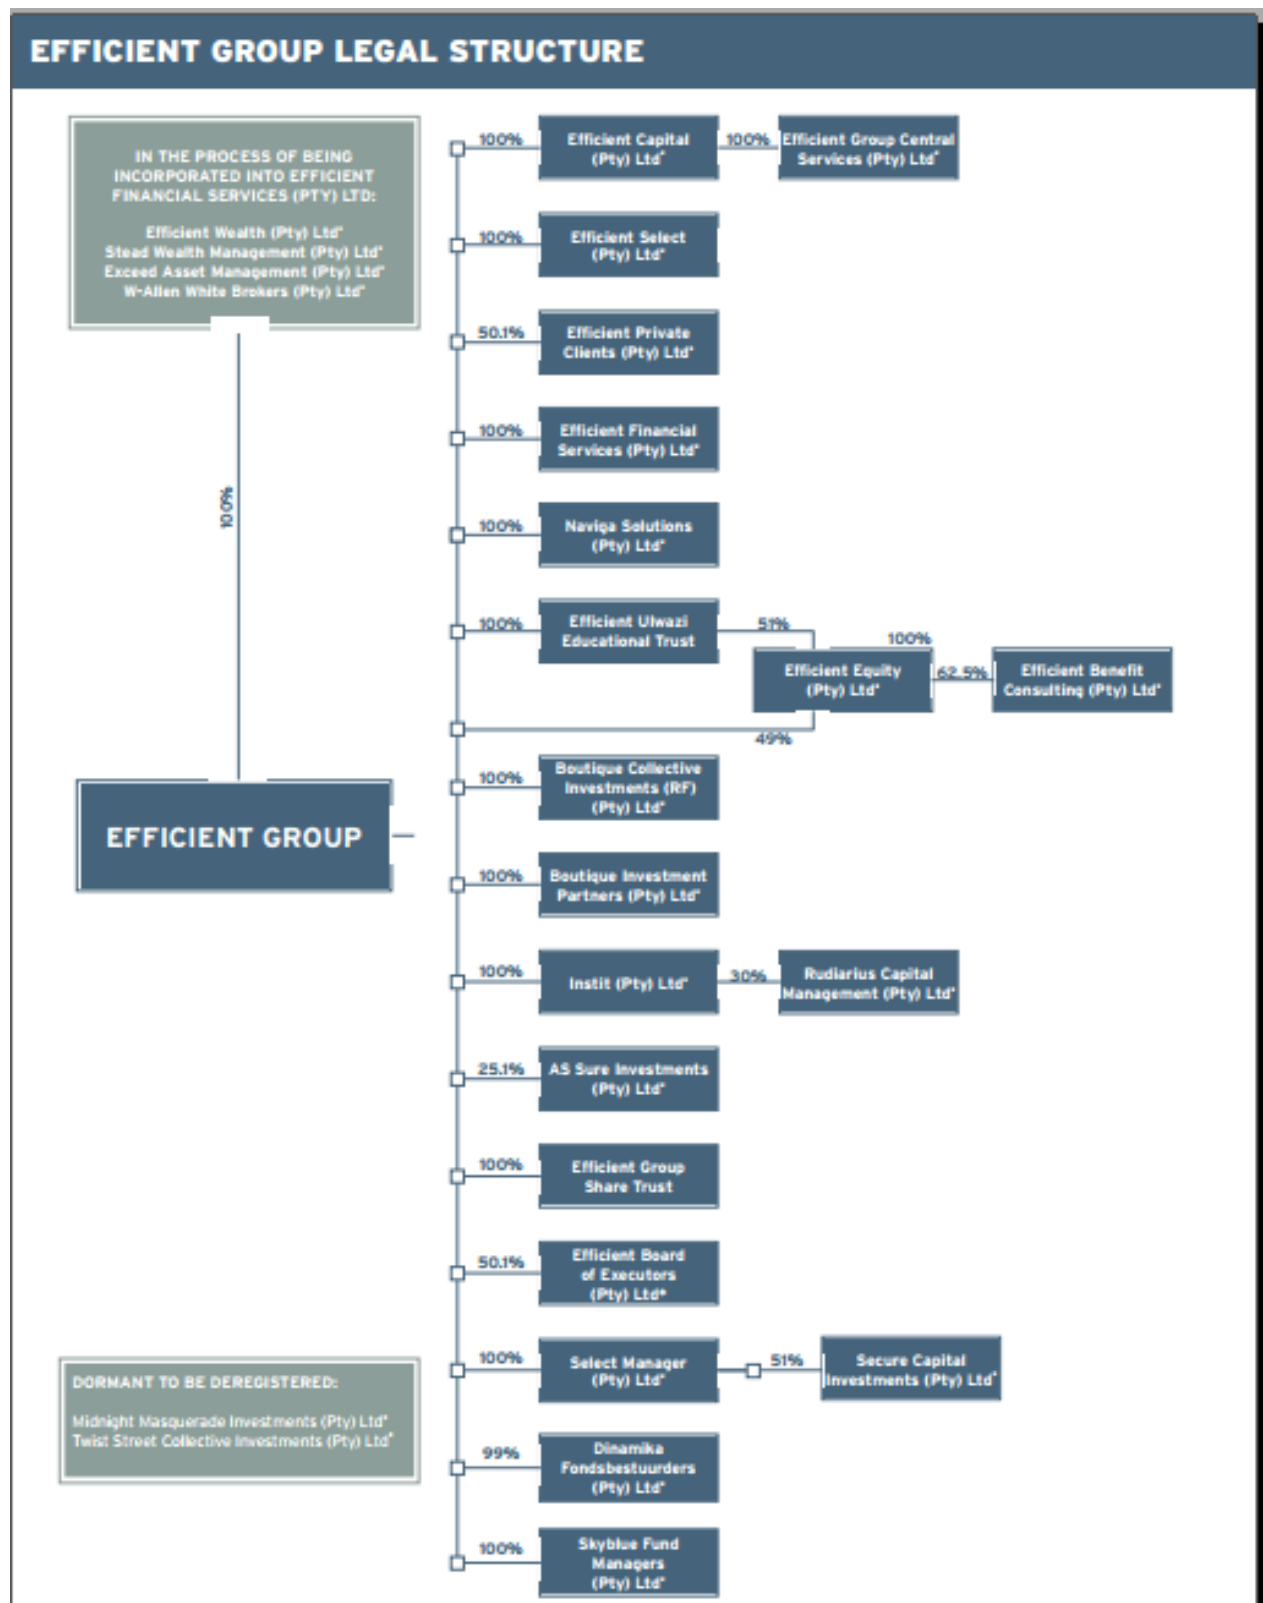 EFFICIENT GROUP LEGAL STRUCTURE
IN THE PROCESS OF BEING
INCORPORATED INTO EFFICIENT
FINANCIAL SERVICES (PTY) LTD:
Efficient Wealth (Pty) Ltd*
Stead Wealth Management (Pty) Ltd*
Exceed Asset Management (Pty) Ltd*
W-Allen White Brokers (Pty) Ltd*
100%
EFFICIENT GROUP
100%
Efficient Capital
(Pty) Ltd*
100%
Efficient Group Central
Services (Pty) Ltd*
100%
Efficient Select
(Pty) Ltd*
50.1%
Efficient Private
Clients (Pty) Ltd*
100%
Efficient Financial
Services (Pty) Ltd*
100%
Naviga Solutions
(Pty) Ltd*
100%
Efficient Ulwazi
Educational Trust
51%
100%
Efficient Equity
(Pty) Ltd*
62.5%
Efficient Benefit
Consulting (Pty) Ltd*
49%
100%
Boutique Collective
Investments (RF)
(Pty) Ltd*
100%
Boutique Investment
Partners (Pty) Ltd*
100%
Instit (Pty) Ltd*
30%
Rudiarius Capital
Management (Pty) Ltd*
25.1%
AS Sure Investments
(Pty) Ltd*
100%
Efficient Group
Share Trust
50.1%
Efficient Board
of Executors
(Pty) Ltd*
100%
Select Manager
(Pty) Ltd*
51%
Secure Capital
Investments (Pty) Ltd*
99%
Dinamika
Fondsbestuurders
(Pty) Ltd*
100%
Skyblue Fund
Managers
(Pty) Ltd*
DORMANT TO BE DEREGISTERED:
Midnight Masquerade Investments (Pty) Ltd*
Twist Street Collective Investments (Pty) Ltd*